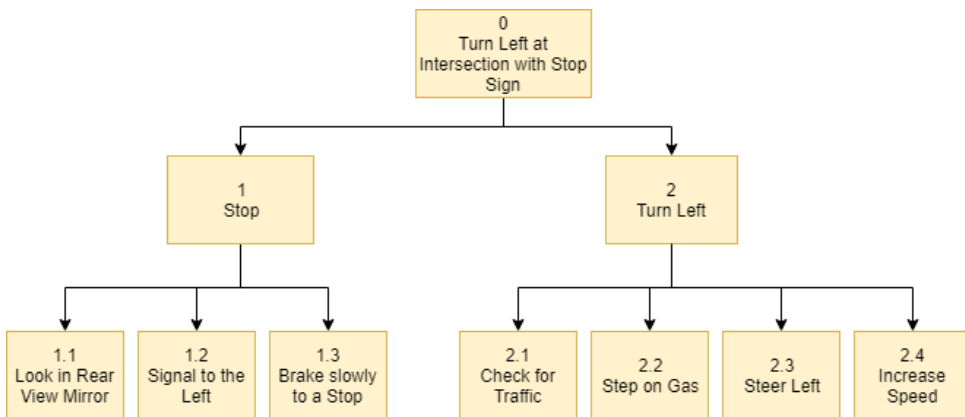 0
Turn Left at
Intersection with Stop
Sign
1
Stop
2
Turn Left
1.1
Look in Rear
View Mirror
1.2
Signal to the
Left
1.3
Brake slowly
to a Stop
2.1
Check for
Traffic
2.2
Step on Gas
2.3
Steer Left
2.4
Increase
Speed